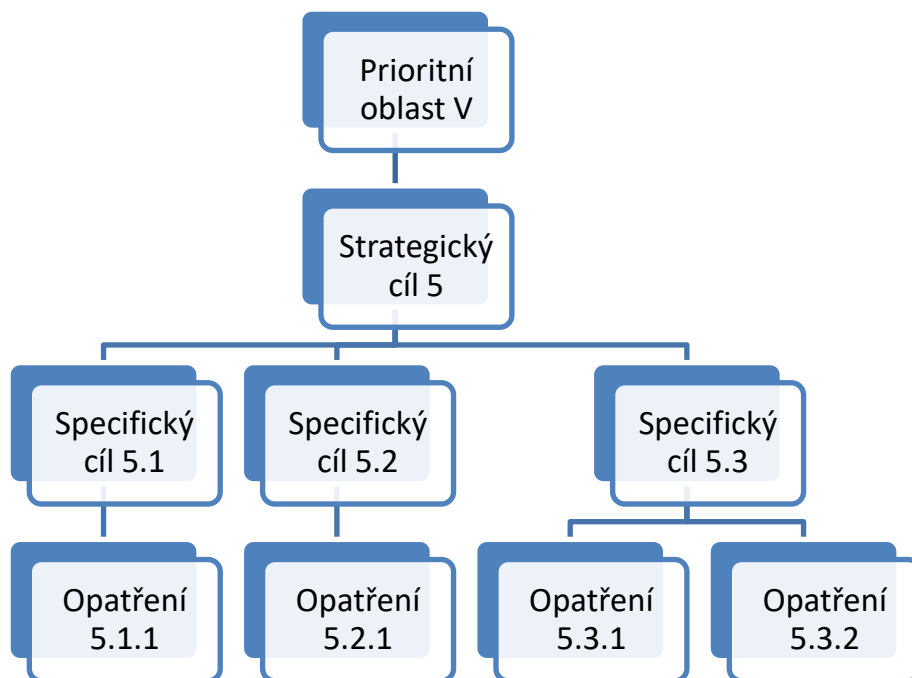 Prioritní
oblast V
Strategický
cíl 5
Specifický
cíl 5.1
Specifický
cíl 5.2
Specifický
cíl 5.3
Opatření
5.1.1
Opatření
5.2.1
Opatření
5.3.1
Opatření
5.3.2